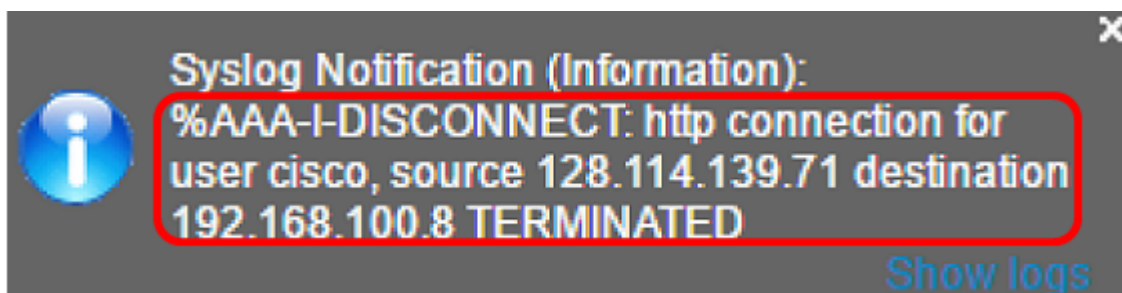 Syslog Notification (Information):
%AAA-I-DISCONNECT: http connection for
user cisco, source 128.114.139.71 destination
192.168.100.8 TERMINATED
Show logs